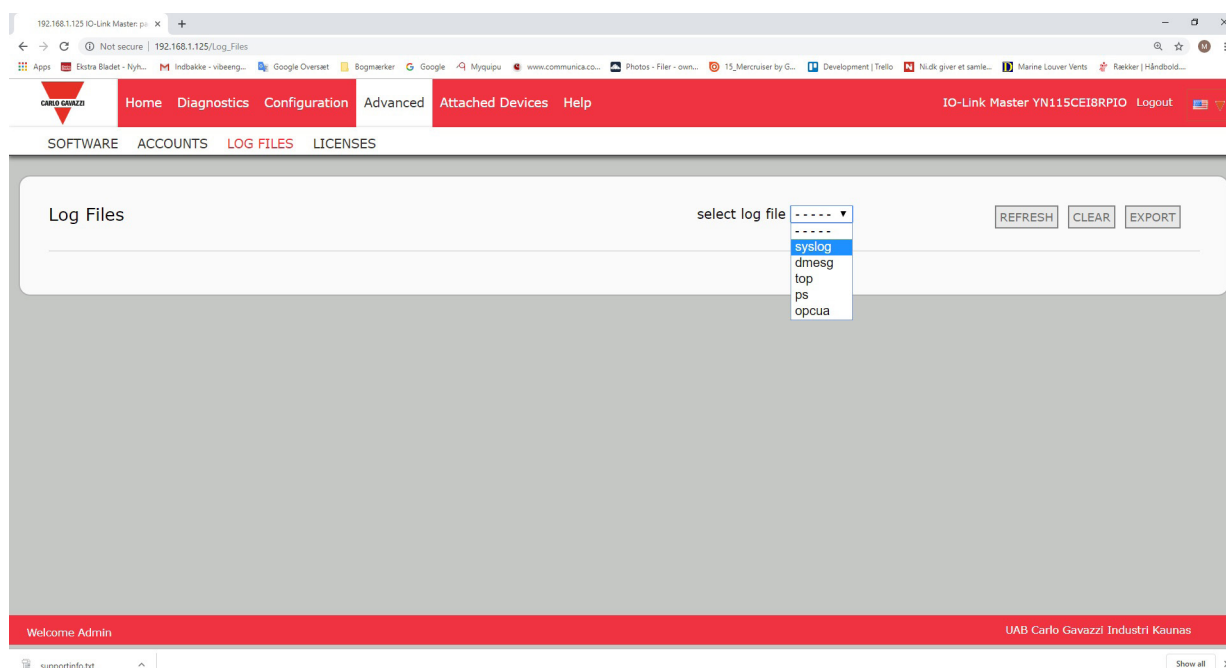 192.168.1.125 IO-Link Master: pa
Not secure | 192.168.1.125/Log_Files
Apps Ekstra Bladet - Nyh... Indbakke - vibeeng... Google Oversæt Bogmærker Google Myquipu www.communica.co... Photos - Filer - own... 15_Mercruiser by G... Development | Trello Ni.dk giver et samle... Marine Louver Vents Rækker | Håndbold....
CARLO GAVAZZI Home Diagnostics Configuration Advanced Attached Devices Help IO-Link Master YN115CEI8RPIO Logout
SOFTWARE ACCOUNTS LOG FILES LICENSES
Log Files select log file ----- REFRESH CLEAR EXPORT
-----
syslog
dmesg
top
ps
opcua
Welcome Admin UAB Carlo Gavazzi Industri Kaunas
supportinfo.txt Show all